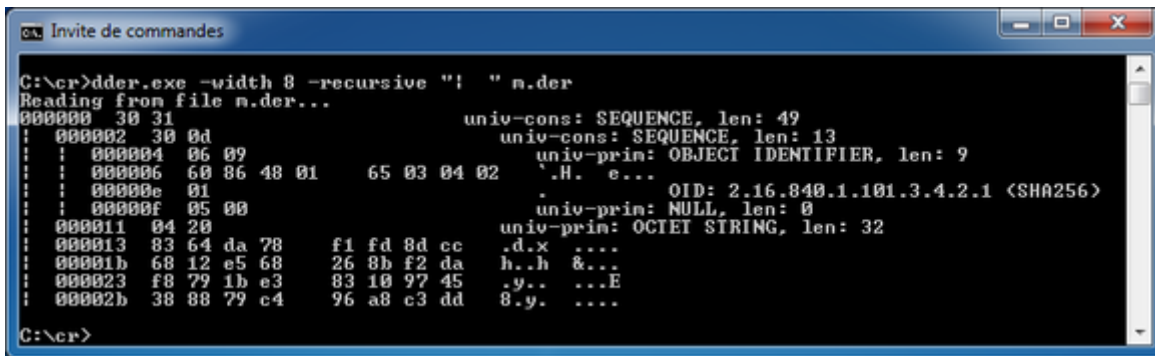 Invite de commandes
C:\cr>dder.exe -width 8 -recursive "¦  " m.der
Reading from file m.der...
000000  30 31                               univ-cons: SEQUENCE, len: 49
¦  000002  30 0d                               univ-cons: SEQUENCE, len: 13
¦  ¦  000004  06 09                               univ-prim: OBJECT IDENTIFIER, len: 9
¦  ¦  000006  60 86 48 01    65 03 04 02    `.H.  e...
¦  ¦  00000e  01                            .            OID: 2.16.840.1.101.3.4.2.1 (SHA256)
¦  ¦  00000f  05 00                               univ-prim: NULL, len: 0
¦  000011  04 20                               univ-prim: OCTET STRING, len: 32
¦  000013  83 64 da 78    f1 fd 8d cc    .d.x  ....
¦  00001b  68 12 e5 68    26 8b f2 da    h..h  &...
¦  000023  f8 79 1b e3    83 10 97 45    .y..  ...E
¦  00002b  38 88 79 c4    96 a8 c3 dd    8.y.  ....
C:\cr>